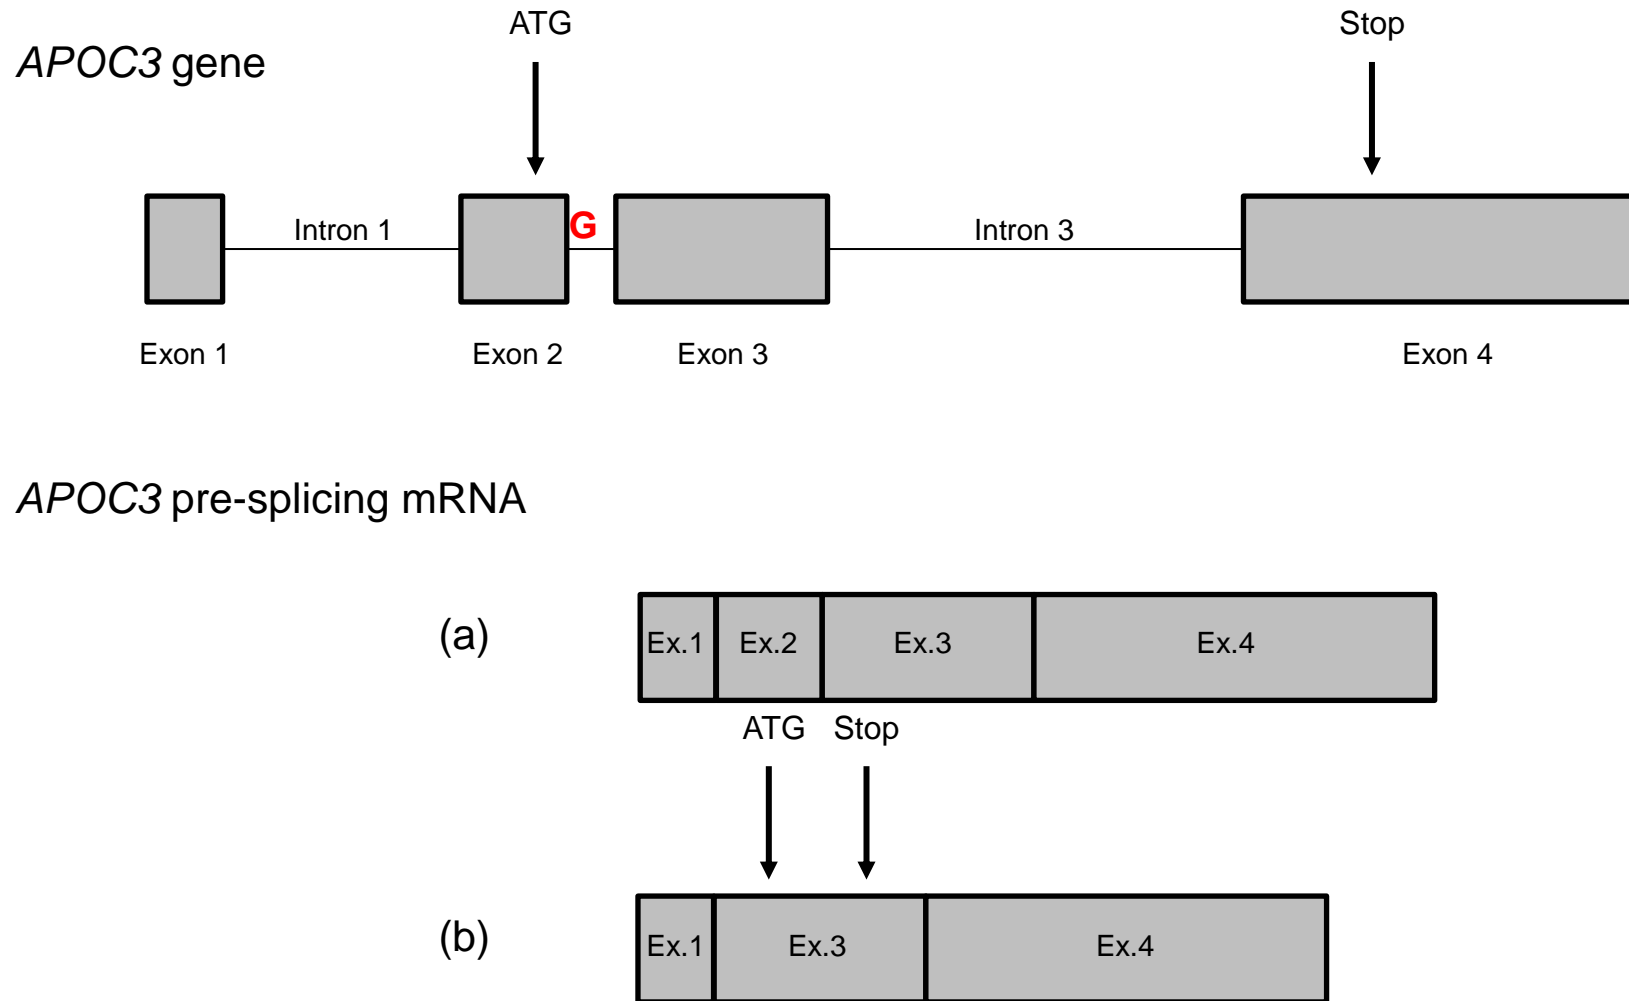 ATG
Stop
APOC3 gene
Intron 1
G
Intron 3
Exon 1
Exon 2
Exon 3
Exon 4
APOC3 pre-splicing mRNA
(a)
Ex.1
Ex.2
Ex.3
Ex.4
ATG
Stop
(b)
Ex.1
Ex.3
Ex.4